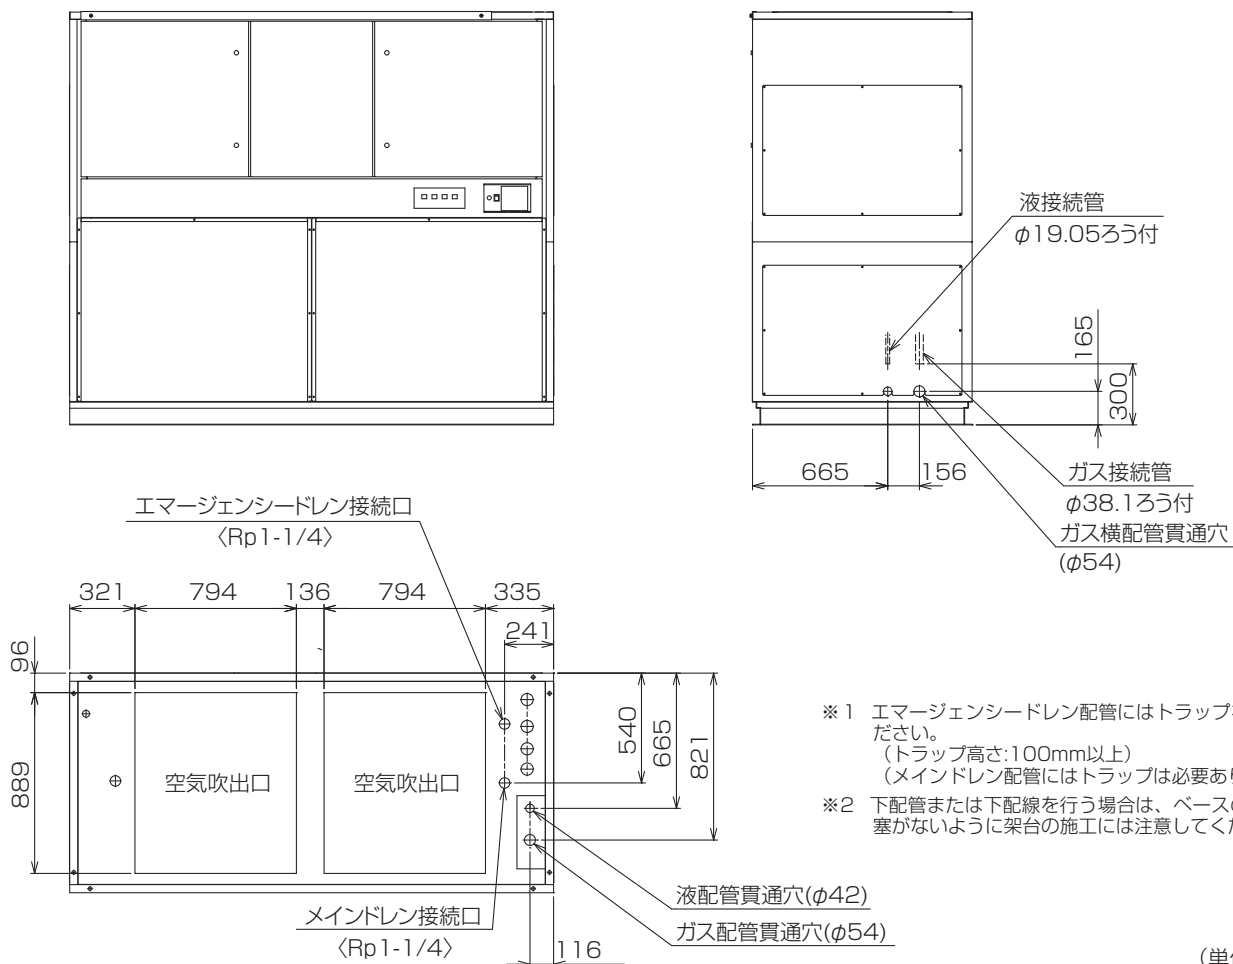 液接続管
φ19.05ろう付
165
300
665
156
ガス接続管
φ38.1ろう付
ガス横配管貫通穴
(φ54)
エマージェンシードレン接続口
〈Rp1-1/4〉
321
794
136
794
335
241
96
889
540
665
821
空気吹出口
空気吹出口
※1 エマージェンシードレン配管にはトラップ
ださい。
（トラップ高さ:100mm以上）
（メインドレン配管にはトラップは必要あ
※2 下配管または下配線を行う場合は、ベース
塞がないように架台の施工には注意してく
液配管貫通穴(φ42)
ガス配管貫通穴(φ54)
メインドレン接続口
〈Rp1-1/4〉
116
（単